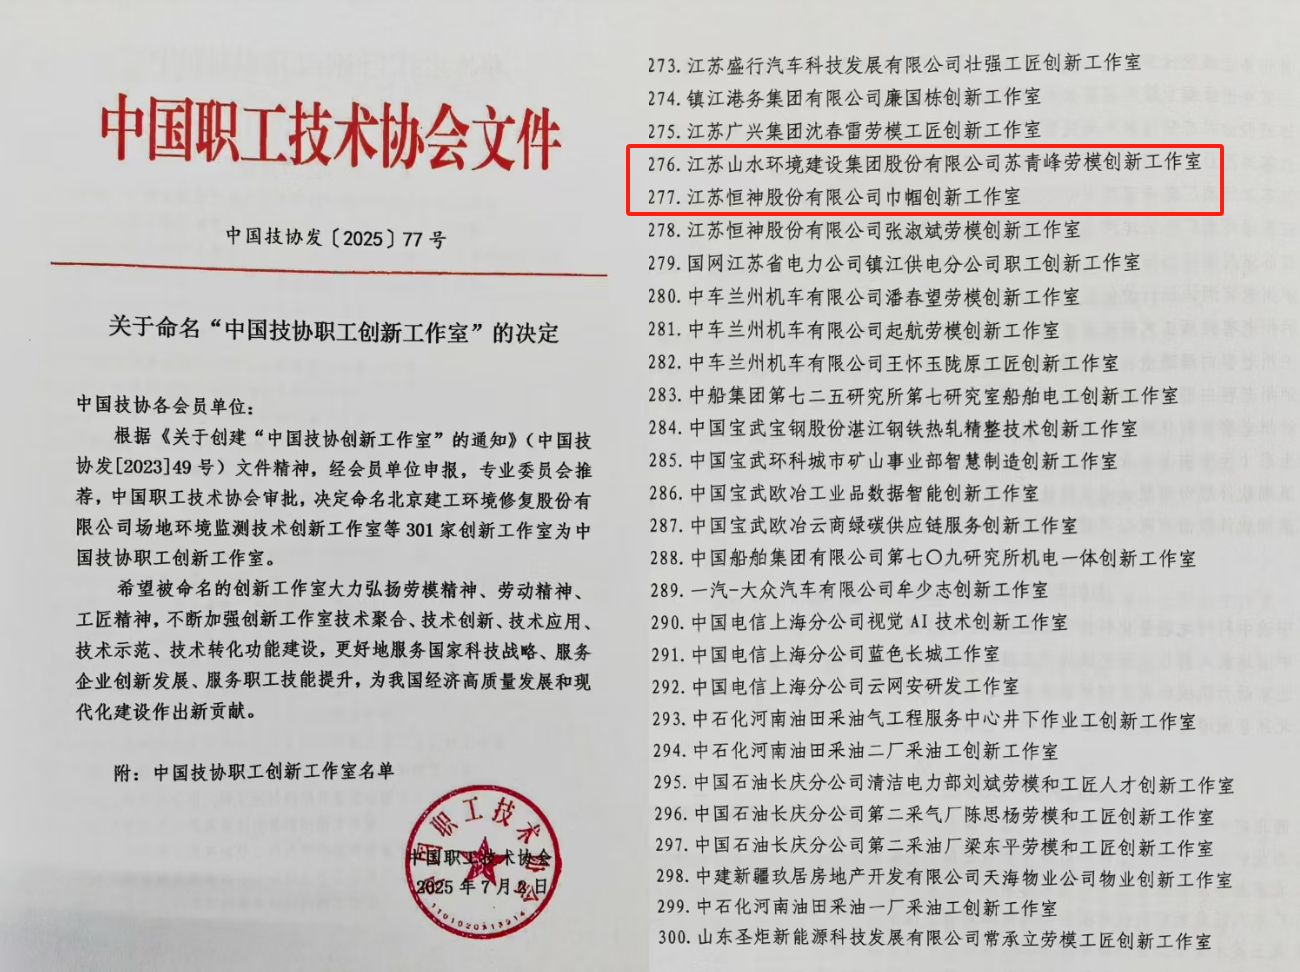 中国职工技术协会文件
中国技协发〔2025〕77号
关于命名“中国技协职工创新工作室”的决定
中国技协各会员单位：
根据《关于创建“中国技协创新工作室”的通知》（中国技
协发[2023]49号）文件精神，经会员单位申报，专业委员会推
荐，中国职工技术协会审批，决定命名北京建工环境修复股份有
限公司场地环境监测技术创新工作室等301家创新工作室为中
国技协职工创新工作室。
希望被命名的创新工作室大力弘扬劳模精神、劳动精神、
工匠精神，不断加强创新工作室技术聚合、技术创新、技术应用、
技术示范、技术转化功能建设，更好地服务国家科技战略、服务
企业创新发展、服务职工技能提升，为我国经济高质量发展和现
代化建设作出新贡献。
附：中国技协职工创新工作室名单
中国职工技术协会
2025年7月2日
中国职工技术协会
273.江苏盛行汽车科技发展有限公司壮强工匠创新工作室
274.镇江港务集团有限公司廉国栋创新工作室
275.江苏广兴集团沈春雷劳模工匠创新工作室
276.江苏山水环境建设集团股份有限公司苏青峰劳模创新工作室
277.江苏恒神股份有限公司巾帼创新工作室
278.江苏恒神股份有限公司张淑斌劳模创新工作室
279.国网江苏省电力公司镇江供电分公司职工创新工作室
280.中车兰州机车有限公司潘春望劳模创新工作室
281.中车兰州机车有限公司起航劳模创新工作室
282.中车兰州机车有限公司王怀玉陇原工匠创新工作室
283.中船集团第七二五研究所第七研究室船舶电工创新工作室
284.中国宝武宝钢股份湛江钢铁热轧精整技术创新工作室
285.中国宝武环科城市矿山事业部智慧制造创新工作室
286.中国宝武欧冶工业品数据智能创新工作室
287.中国宝武欧冶云商绿碳供应链服务创新工作室
288.中国船舶集团有限公司第七〇九研究所机电一体创新工作室
289.一汽-大众汽车有限公司牟少志创新工作室
290.中国电信上海分公司视觉AI技术创新工作室
291.中国电信上海分公司蓝色长城工作室
292.中国电信上海分公司云网安研发工作室
293.中石化河南油田采油气工程服务中心井下作业工创新工作室
294.中石化河南油田采油二厂采油工创新工作室
295.中国石油长庆分公司清洁电力部刘斌劳模和工匠人才创新工作室
296.中国石油长庆分公司第二采气厂陈思杨劳模和工匠创新工作室
297.中国石油长庆分公司第二采油厂梁东平劳模和工匠创新工作室
298.中建新疆玖居房地产开发有限公司天海物业公司物业创新工作室
299.中石化河南油田采油一厂采油工创新工作室
300.山东圣炬新能源科技发展有限公司常承立劳模工匠创新工作室